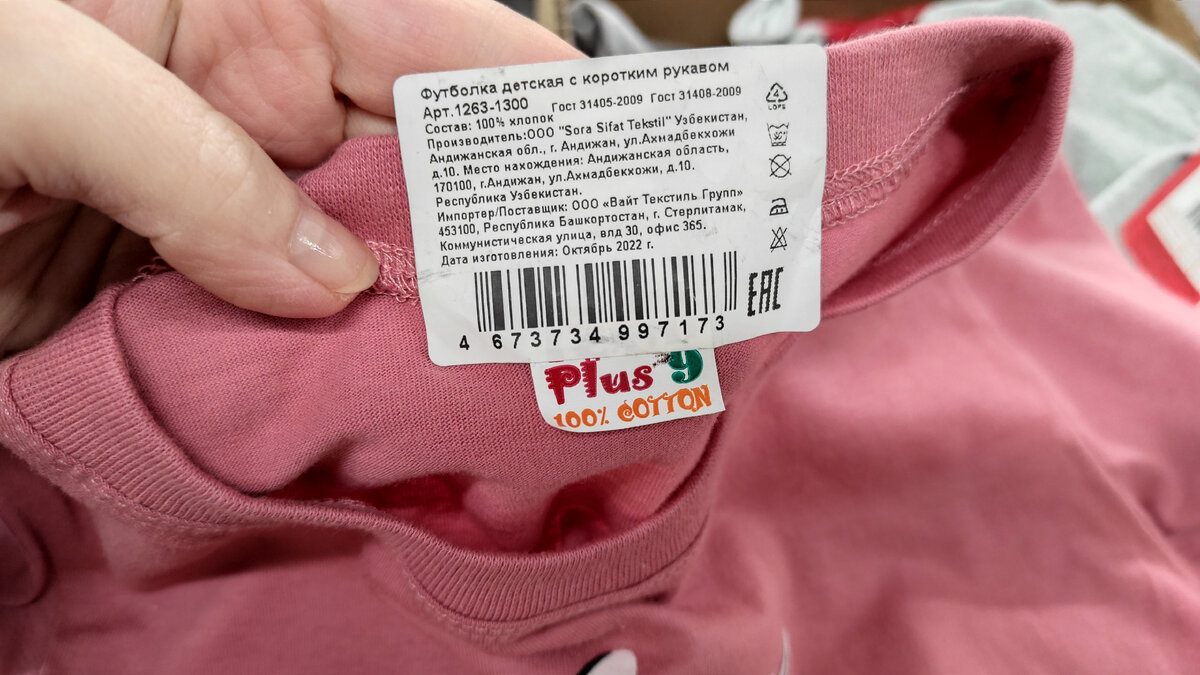 Футболка детская с коротким рукавом
Арт.1263-1300 Гост 31405-2009 Гост 31408-2009
Состав: 100% хлопок
Производитель:ООО "Sora Sifat Tekstil" Узбекистан,
Андижанская обл., г. Андижан, ул.Ахмадбекхожи
д.10. Место нахождения: Андижанская область,
170100, г.Андижан, ул.Ахмадбекхожи, д.10.
Республика Узбекистан.
Импортер/Поставщик: ООО «Вайт Текстиль Групп»
453100, Республика Башкортостан, г. Стерлитамак,
Коммунистическая улица, влд 30, офис 365.
Дата изготовления: Октябрь 2022 г.
4
LDPE
EAC
4 673734 997173
Plus 9
100% COTTON